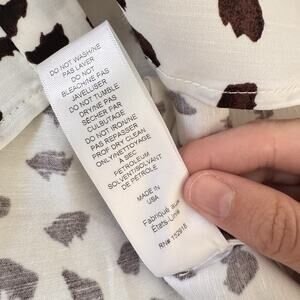 DO NOT WASH/NE
PAS LAVER
DO NOT
BLEACH/NE PAS
JAVELLISER
DO NOT TUMBLE
DRY/NE PAS
SÉCHER PAR
CULBUTAGE
DO NOT IRON/NE
PAS REPASSER
PROF DRY CLEAN
ONLY/NETTOYAGE
À SEC
PETROLEUM
SOLVENT/SOLVANT
DE PÉTROLE
MADE IN
USA
Fabriqué aux
États-Unis
RN# 152918